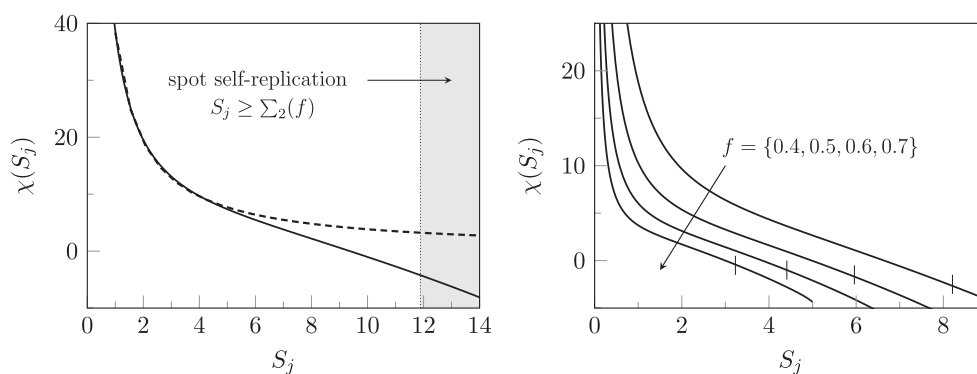 40
20
0
χ(S_j)
spot self-replication
S_j ≥ Σ_2(f)
0 2 4 6 8 10 12 14
S_j
20
10
0
χ(S_j)
f = {0.4, 0.5, 0.6, 0.7}
0 2 4 6 8
S_j